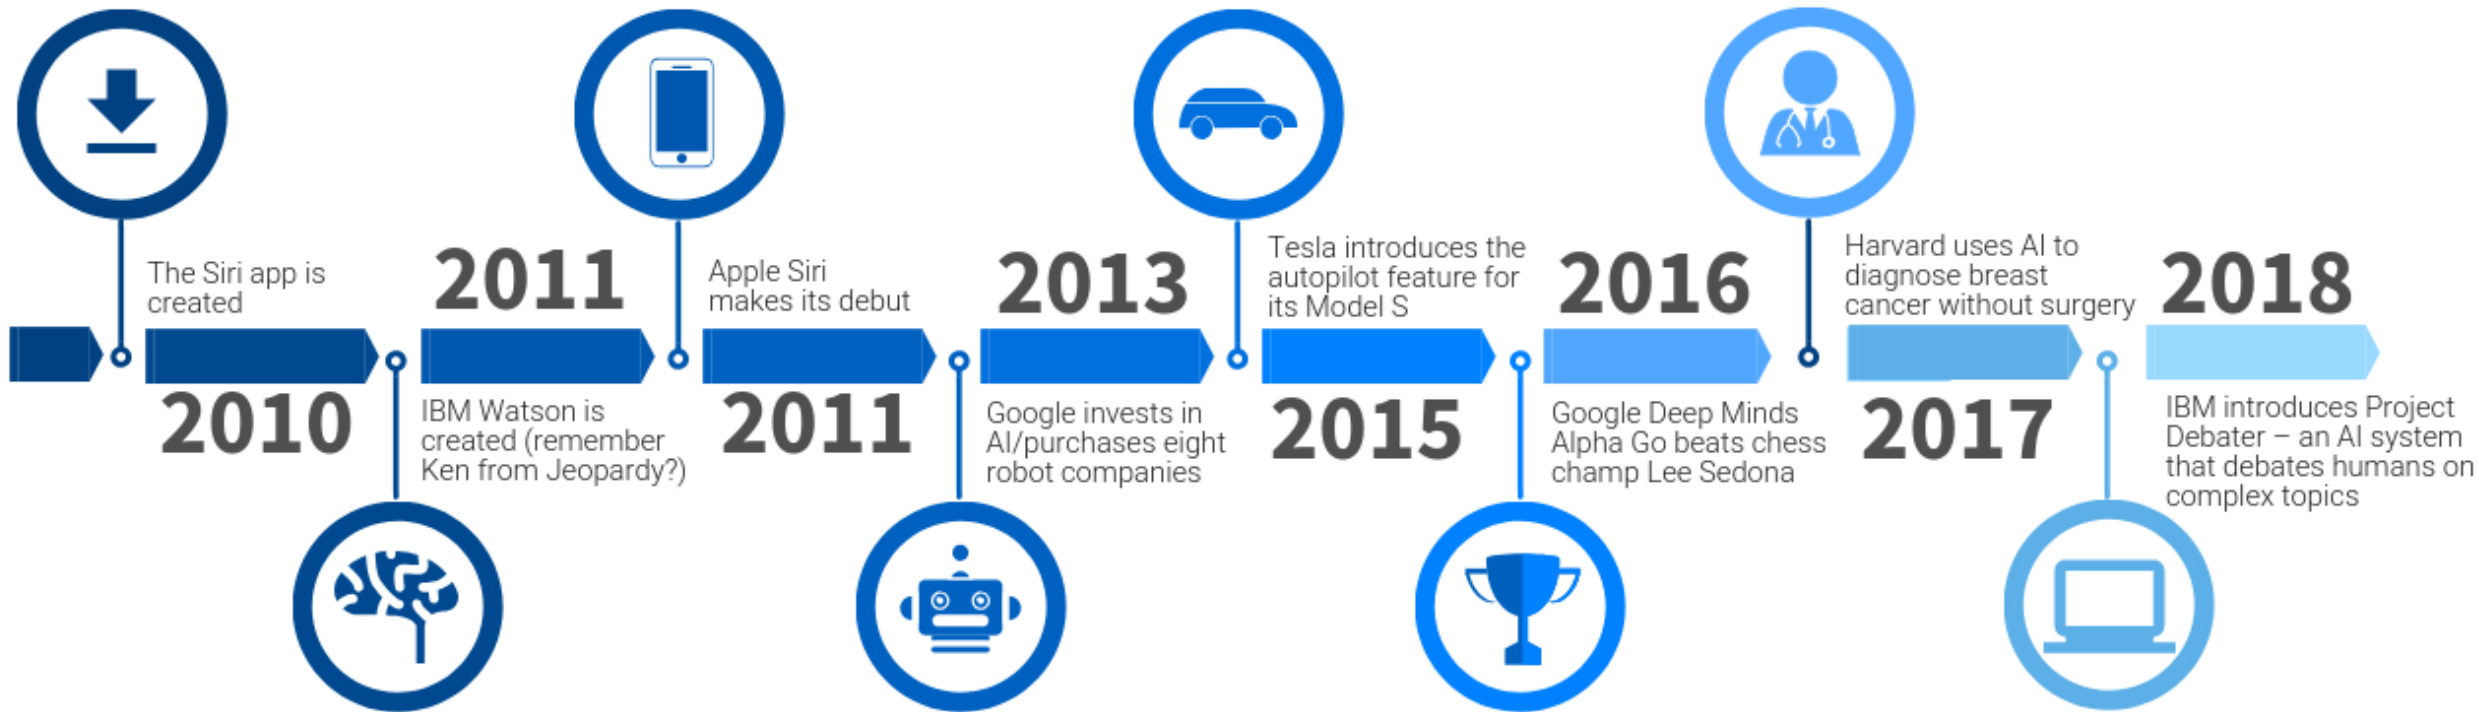 The Siri app is
created
2010
2011
IBM Watson is
created (remember
Ken from Jeopardy?)
Apple Siri
makes its debut
2011
2013
Google invests in
AI/purchases eight
robot companies
Tesla introduces the
autopilot feature for
its Model S
2015
2016
Google Deep Minds
Alpha Go beats chess
champ Lee Sedona
Harvard uses AI to
diagnose breast
cancer without surgery
2017
2018
IBM introduces Project
Debater – an AI system
that debates humans on
complex topics